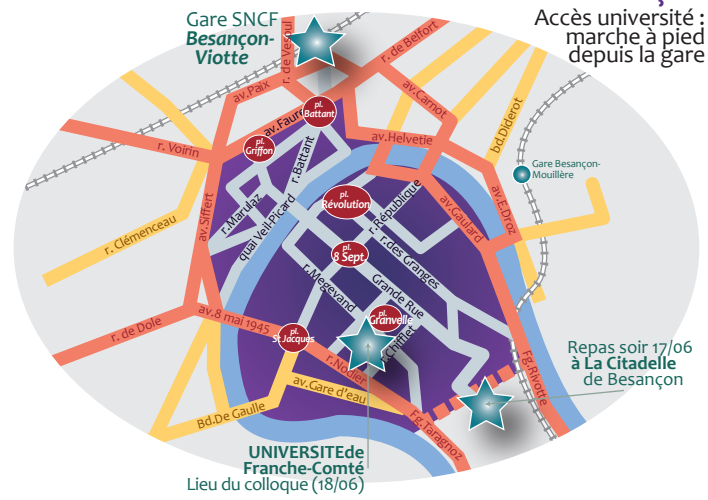 Accès université :
marche à pied
depuis la gare
Gare SNCF
Besançon-
Viotte
r. de Vesoul
r. de Belfort
av.Paix
av.Carnot
pl.
Battant
bd.Diderot
r. Voirin
pl.
Griffon
av.Helvetie
r.Battant
Gare Besançon-
Mouillère
pl.
Révolution
r.République
r.Marulaz
quai Veil-Picard
av.Siffert
av.E.Droz
av.Gaulard
r. Clémenceau
pl.
8 Sept
r.des Granges
r.Megevand
Grande Rue
r. de Dole
av.8 mai 1945
pl.
St Jacques
pl.
Granvelle
Chifflet
r.Nodier
Fg.Rivotte
av.Gare d'eau
Bd.De Gaulle
Fg.Taragnoz
Repas soir 17/06
à La Citadelle
de Besançon
UNIVERSITEde
Franche-Comté
Lieu du colloque (18/06)